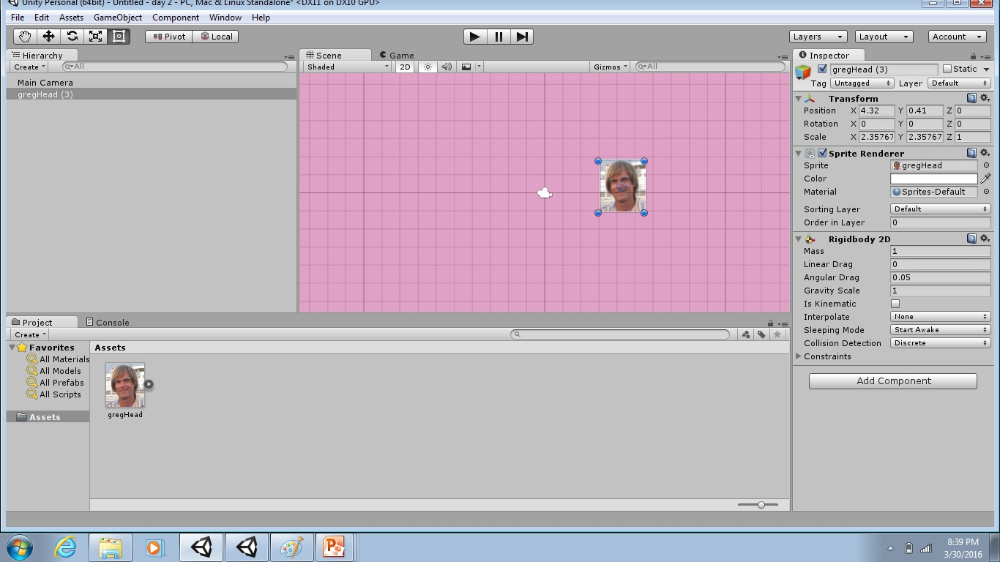 Unity Personal (64bit) - Untitled - day 2 - PC, Mac & Linux Standalone* <DX11 on DX10 GPU>
File Edit Assets GameObject Component Window Help
Pivot Local Layers Layout Account
Hierarchy
Create All
Main Camera
gregHead (3)
Scene Game
Shaded 2D Gizmos All
Inspector
gregHead (3) Static
Tag Untagged Layer Default
Transform
Position X 4.32 Y 0.41 Z 0
Rotation X 0 Y 0 Z 0
Scale X 2.35767 Y 2.35767 Z 1
Sprite Renderer
Sprite gregHead
Color
Material Sprites-Default
Sorting Layer Default
Order in Layer 0
Rigidbody 2D
Mass 1
Linear Drag 0
Angular Drag 0.05
Gravity Scale 1
Is Kinematic
Interpolate None
Sleeping Mode Start Awake
Collision Detection Discrete
Constraints
Add Component
Project Console
Create
Favorites
All Materials
All Models
All Prefabs
All Scripts
Assets
Assets
gregHead
8:39 PM
3/30/2016